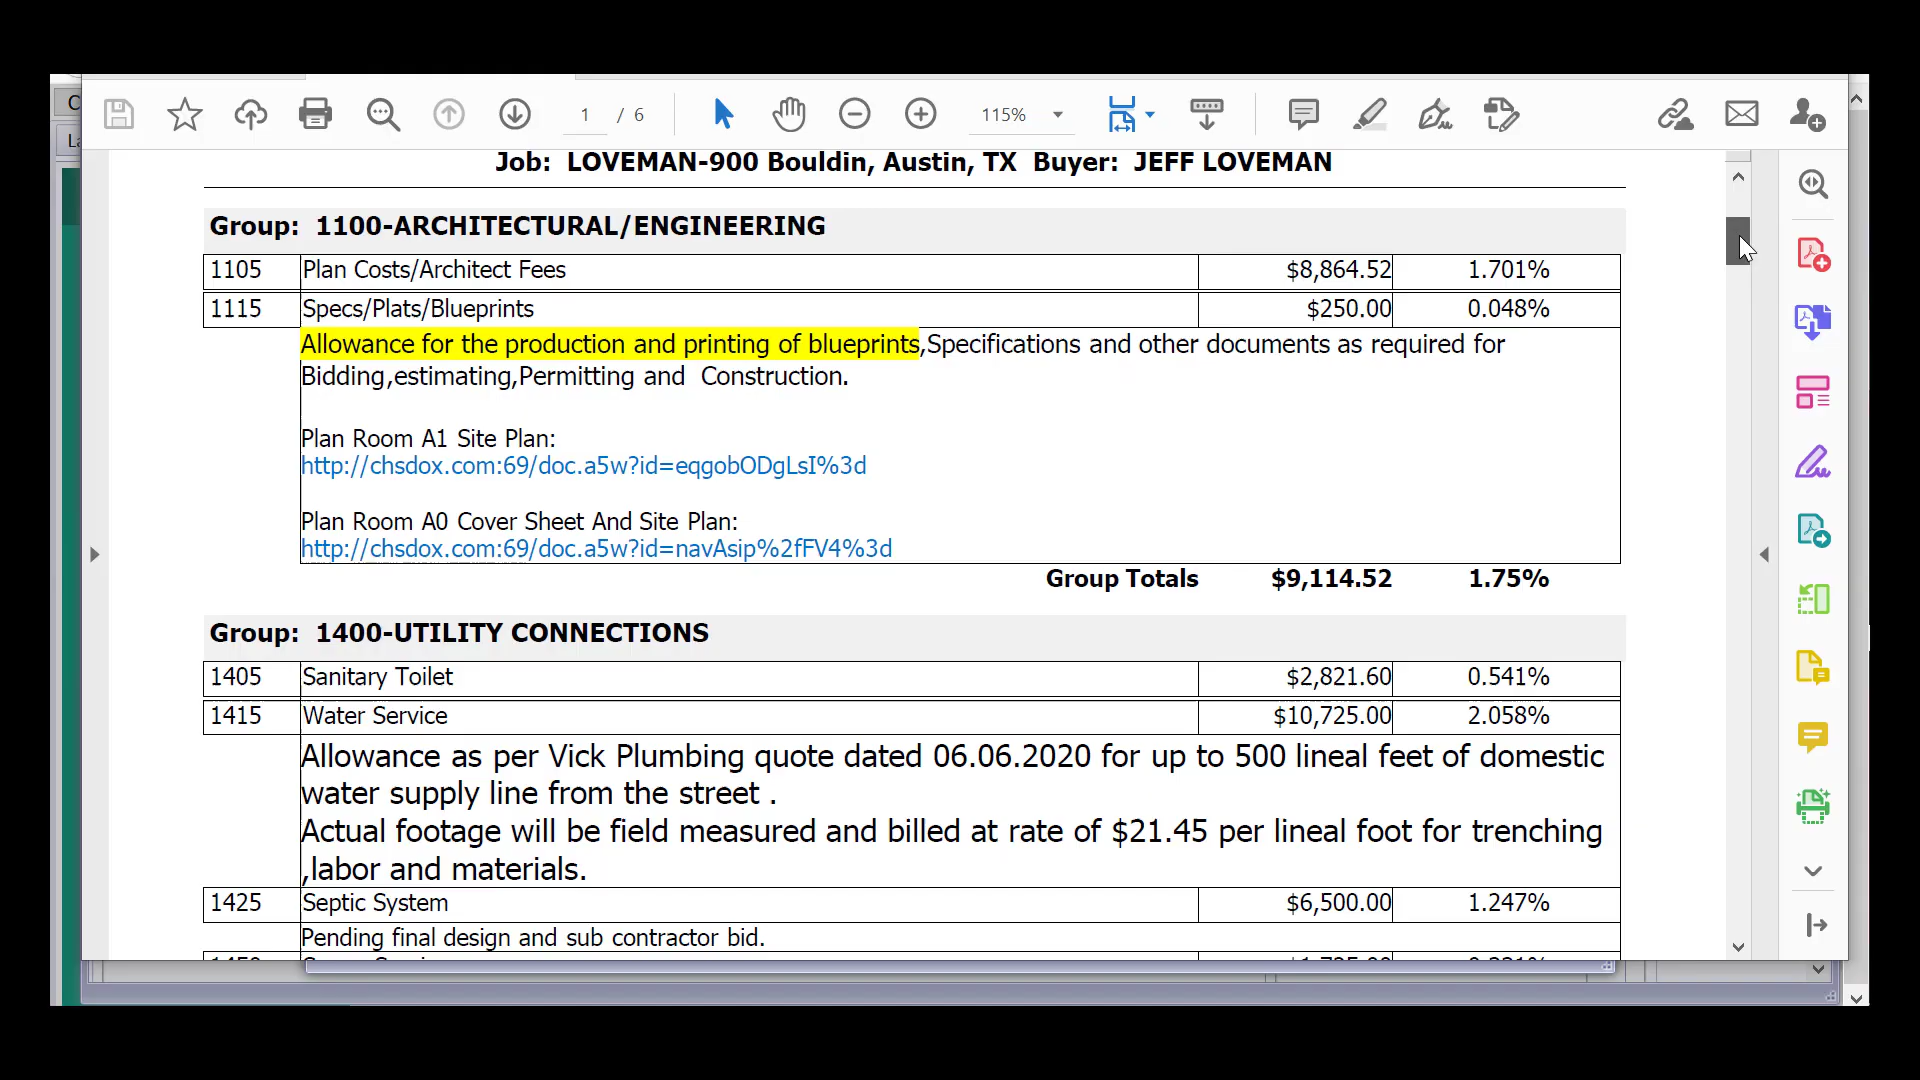 C
La
1 / 6
115%
Job: LOVEMAN-900 Bouldin, Austin, TX Buyer: JEFF LOVEMAN
Group: 1100-ARCHITECTURAL/ENGINEERING
1105 Plan Costs/Architect Fees $8,864.52 1.701%
1115 Specs/Plats/Blueprints $250.00 0.048%
Allowance for the production and printing of blueprints,Specifications and other documents as required for
Bidding,estimating,Permitting and Construction.
Plan Room A1 Site Plan:
http://chsdox.com:69/doc.a5w?id=eqgobODgLsI%3d
Plan Room A0 Cover Sheet And Site Plan:
http://chsdox.com:69/doc.a5w?id=navAsip%2fFV4%3d
Group Totals $9,114.52 1.75%
Group: 1400-UTILITY CONNECTIONS
1405 Sanitary Toilet $2,821.60 0.541%
1415 Water Service $10,725.00 2.058%
Allowance as per Vick Plumbing quote dated 06.06.2020 for up to 500 lineal feet of domestic
water supply line from the street .
Actual footage will be field measured and billed at rate of $21.45 per lineal foot for trenching
,labor and materials.
1425 Septic System $6,500.00 1.247%
Pending final design and sub contractor bid.